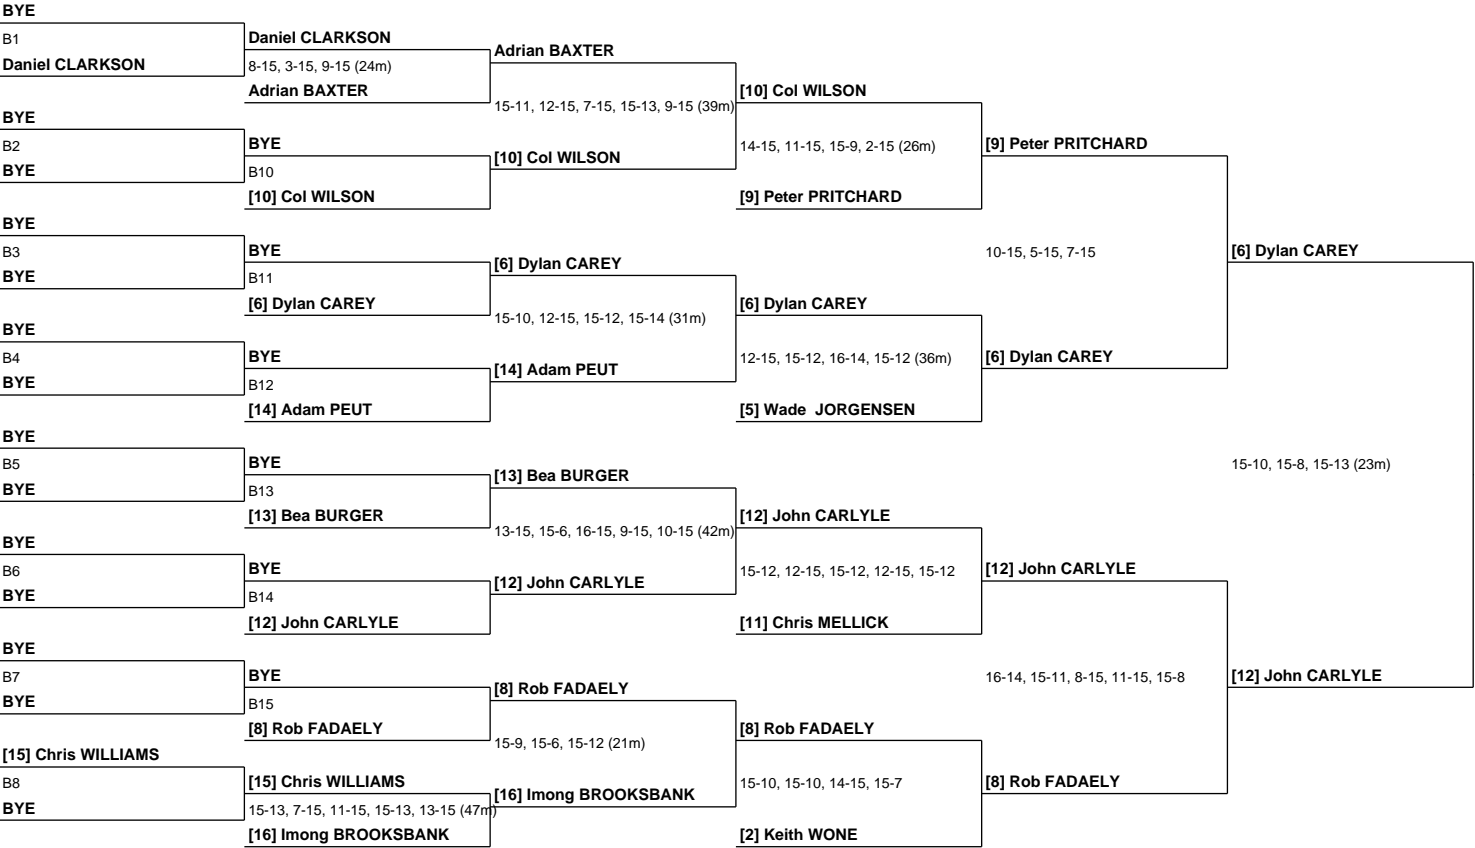 BYE
B1
Daniel CLARKSON
BYE
B2
BYE
BYE
B3
BYE
BYE
B4
BYE
BYE
B5
BYE
BYE
B6
BYE
BYE
B7
BYE
[15] Chris WILLIAMS
B8
BYE
Daniel CLARKSON
8-15, 3-15, 9-15 (24m)
Adrian BAXTER
BYE
B10
[10] Col WILSON
BYE
B11
[6] Dylan CAREY
BYE
B12
[14] Adam PEUT
BYE
B13
[13] Bea BURGER
BYE
B14
[12] John CARLYLE
BYE
B15
[8] Rob FADAELY
[15] Chris WILLIAMS
15-13, 7-15, 11-15, 15-13, 13-15 (47m)
[16] Imong BROOKSBANK
Adrian BAXTER
15-11, 12-15, 7-15, 15-13, 9-15 (39m)
[10] Col WILSON
[6] Dylan CAREY
15-10, 12-15, 15-12, 15-14 (31m)
[14] Adam PEUT
[13] Bea BURGER
13-15, 15-6, 16-15, 9-15, 10-15 (42m)
[12] John CARLYLE
[8] Rob FADAELY
15-9, 15-6, 15-12 (21m)
[16] Imong BROOKSBANK
[10] Col WILSON
14-15, 11-15, 15-9, 2-15 (26m)
[9] Peter PRITCHARD
[6] Dylan CAREY
12-15, 15-12, 16-14, 15-12 (36m)
[5] Wade  JORGENSEN
[12] John CARLYLE
15-12, 12-15, 15-12, 12-15, 15-12
[11] Chris MELLICK
[8] Rob FADAELY
15-10, 15-10, 14-15, 15-7
[2] Keith WONE
[9] Peter PRITCHARD
10-15, 5-15, 7-15
[6] Dylan CAREY
[12] John CARLYLE
16-14, 15-11, 8-15, 11-15, 15-8
[8] Rob FADAELY
[6] Dylan CAREY
15-10, 15-8, 15-13 (23m)
[12] John CARLYLE